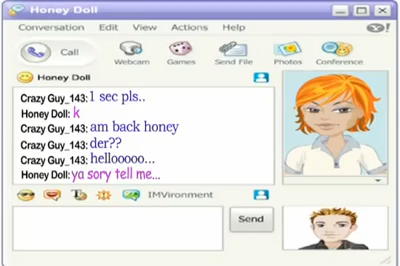 Honey Doll
Conversation Edit View Actions Help
Y!
Call
Webcam Games Send File Photos Conference
Honey Doll
Crazy Guy_143: 1 sec pls..
Honey Doll: k
Crazy Guy_143: am back honey
Crazy Guy_143: der??
Crazy Guy_143: hellooooo...
Honey Doll: ya sory tell me...
IMVironment
Send